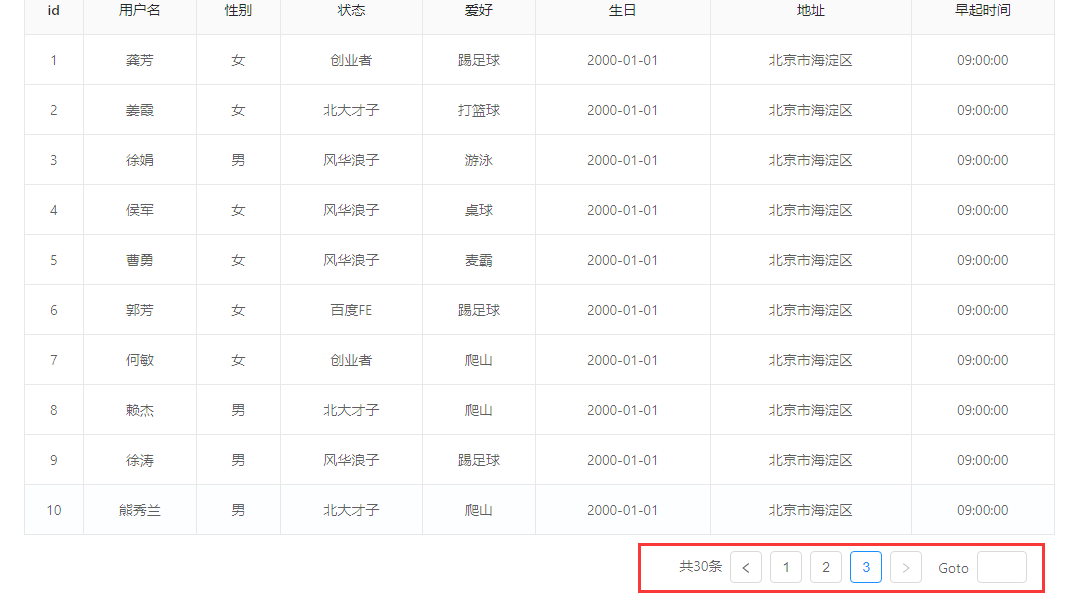 id 用户名 性别 状态 爱好 生日 地址 早起时间
1 龚芳 女 创业者 踢足球 2000-01-01 北京市海淀区 09:00:00
2 姜霞 女 北大才子 打篮球 2000-01-01 北京市海淀区 09:00:00
3 徐娟 男 风华浪子 游泳 2000-01-01 北京市海淀区 09:00:00
4 侯军 女 风华浪子 桌球 2000-01-01 北京市海淀区 09:00:00
5 曹勇 女 风华浪子 麦霸 2000-01-01 北京市海淀区 09:00:00
6 郭芳 女 百度FE 踢足球 2000-01-01 北京市海淀区 09:00:00
7 何敏 女 创业者 爬山 2000-01-01 北京市海淀区 09:00:00
8 赖杰 男 北大才子 爬山 2000-01-01 北京市海淀区 09:00:00
9 徐涛 男 风华浪子 踢足球 2000-01-01 北京市海淀区 09:00:00
10 熊秀兰 男 北大才子 爬山 2000-01-01 北京市海淀区 09:00:00
共30条 < 1 2 3 > Goto